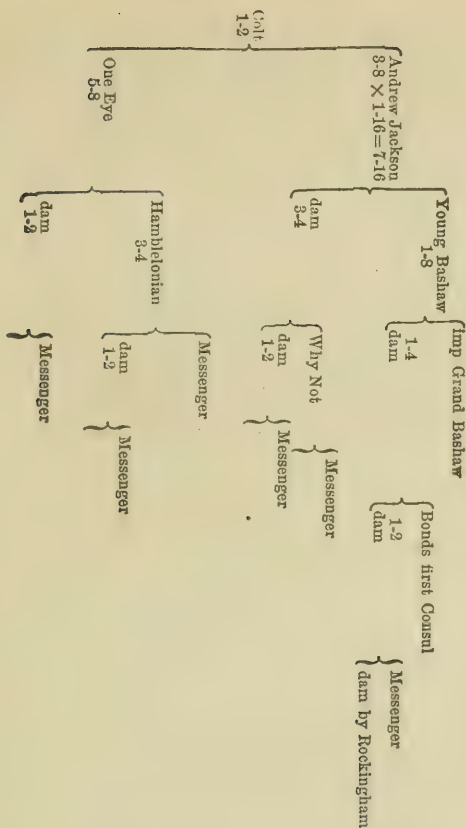 Colt
1-2
Andrew Jackson
3-8 × 1-16=7-16
One Eye
5-8
Young Bashaw
1-8
dam
3-4
Hambletonian
3-4
dam
1-2
imp Grand Bashaw
1-4
dam
Why Not
dam
1-2
Messenger
dam
1-2
Messenger
Bonds first Consul
1-2
dam
Messenger
Messenger
Messenger
Messenger
dam by Rockingham